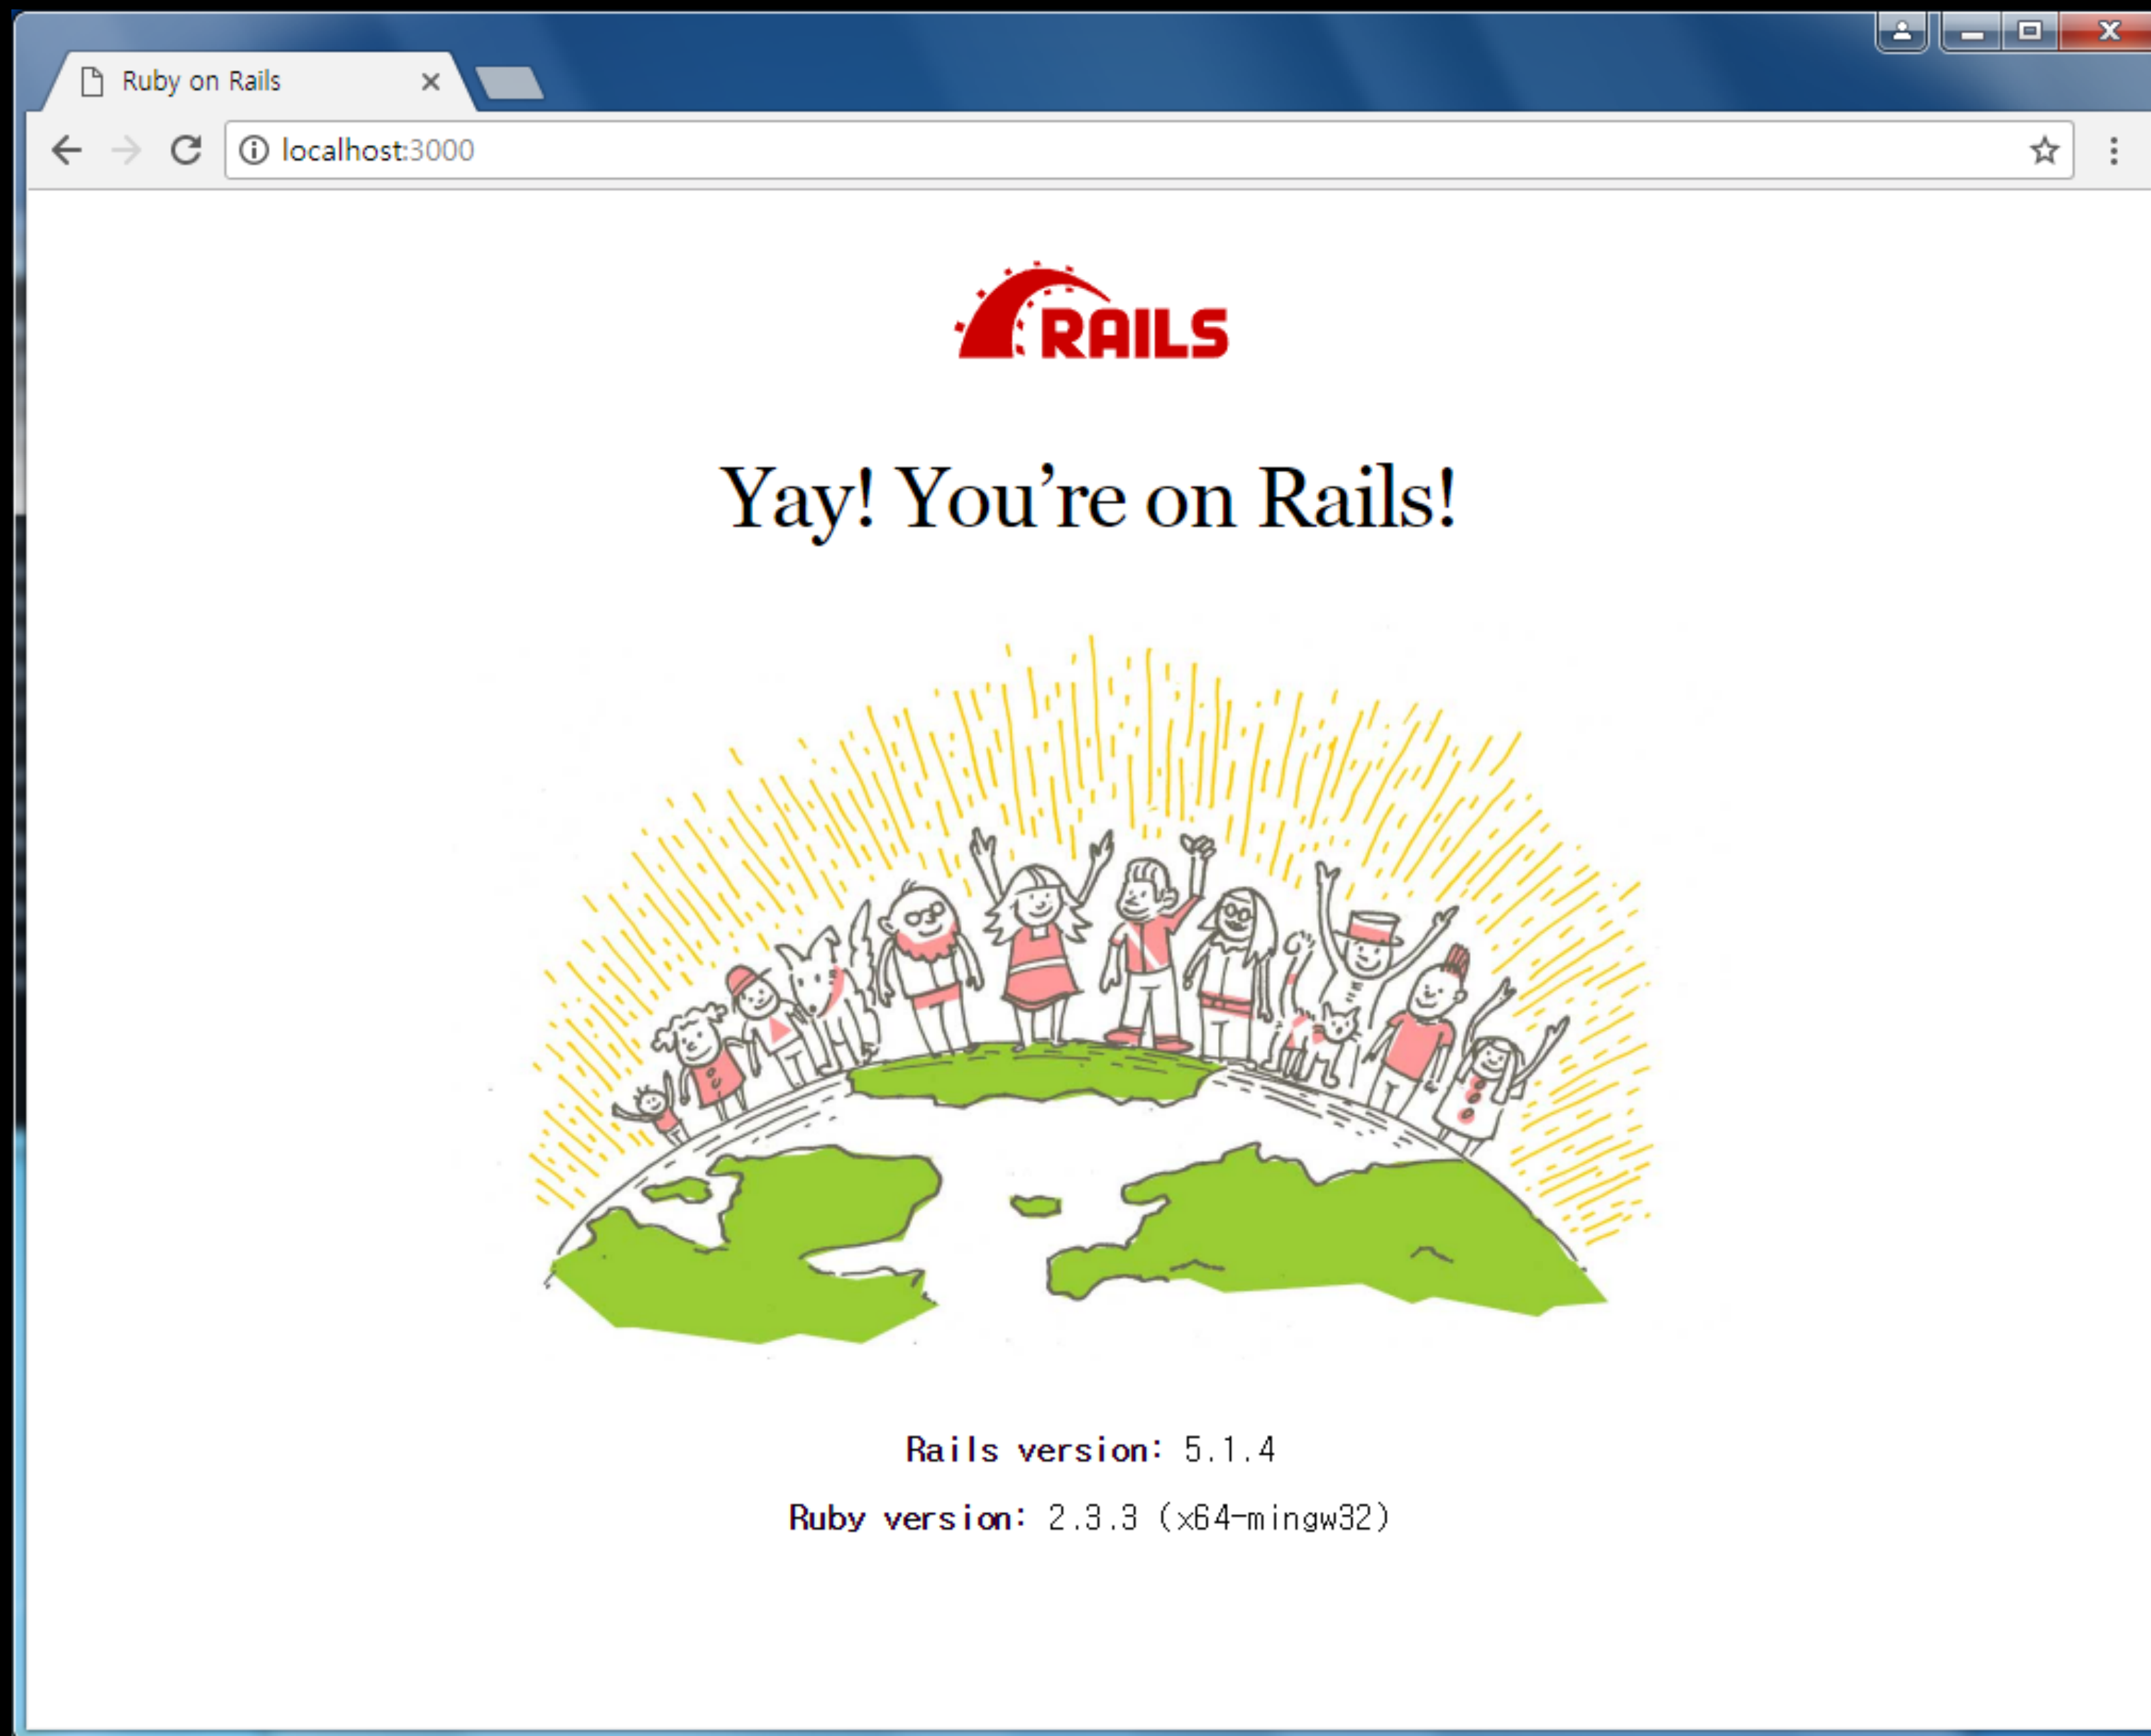 Ruby on Rails
localhost:3000
RAILS
Yay! You’re on Rails!
Rails version: 5.1.4
Ruby version: 2.3.3 (x64-mingw32)